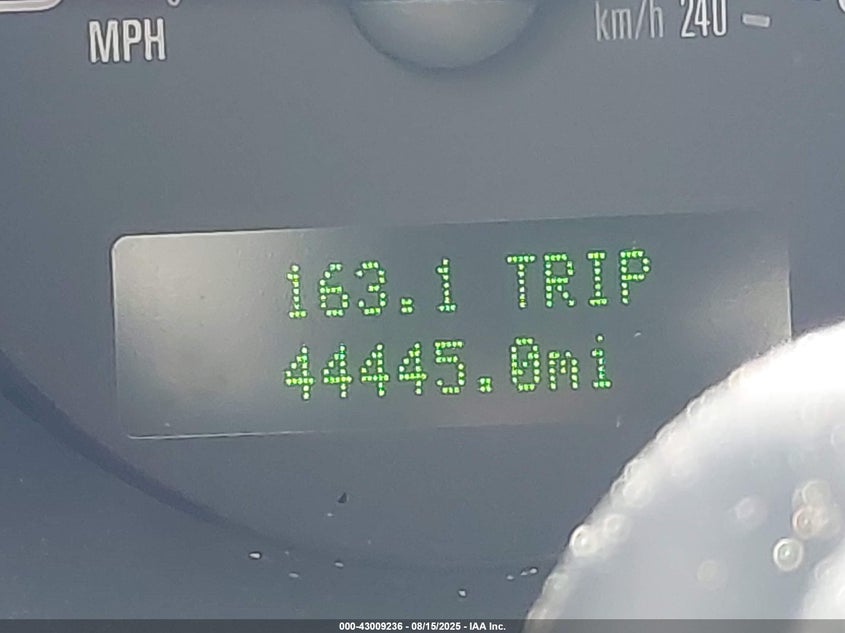 MPH
km/h 240
163.1 TRIP
44445.0mi
000-43009236 - 08/15/2025 - IAA Inc.